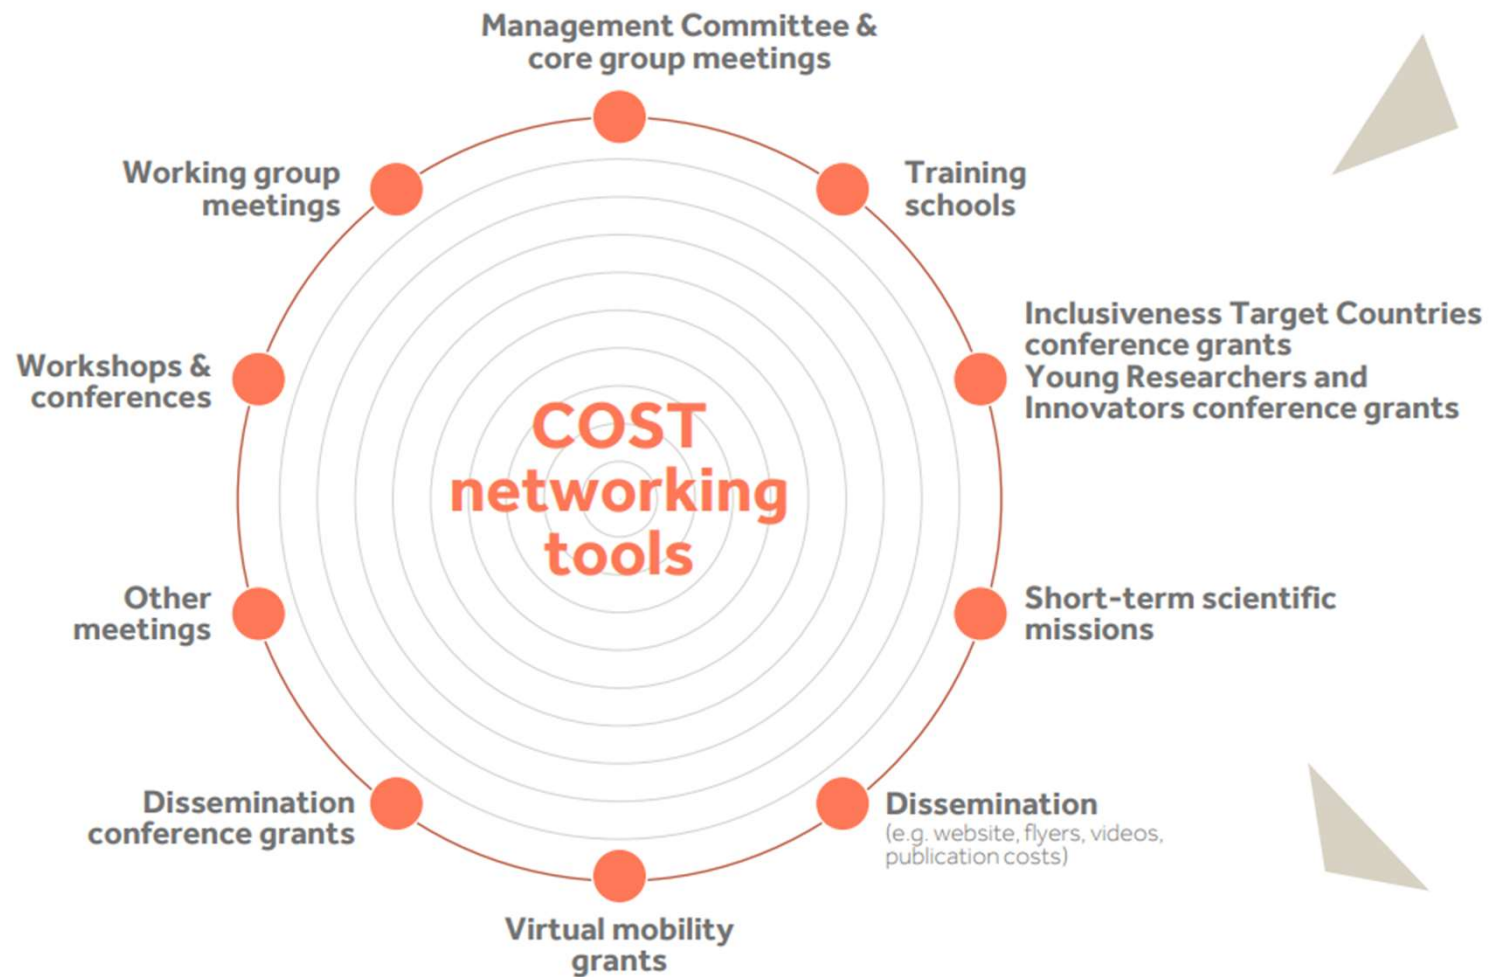 Management Committee &
core group meetings
Working group
meetings
Training
schools
Inclusiveness Target Countries
conference grants
Young Researchers and
Innovators conference grants
Workshops &
conferences
COST
networking
tools
Other
meetings
Short-term scientific
missions
Dissemination
conference grants
Dissemination
(e.g. website, flyers, videos,
publication costs)
Virtual mobility
grants